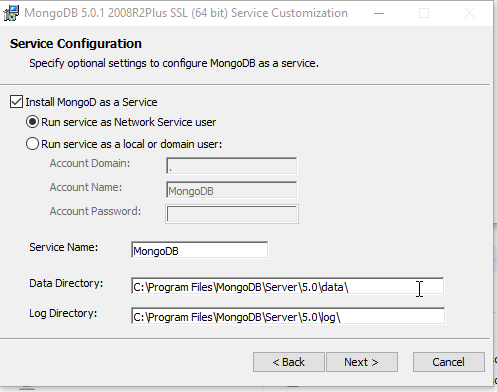 MongoDB 5.0.1 2008R2Plus SSL (64 bit) Service Customization
Service Configuration
Specify optional settings to configure MongoDB as a service.
Install MongoD as a Service
Run service as Network Service user
Run service as a local or domain user:
Account Domain: .
Account Name: MongoDB
Account Password:
Service Name: MongoDB
Data Directory: C:\Program Files\MongoDB\Server\5.0\data\
Log Directory: C:\Program Files\MongoDB\Server\5.0\log\
< Back Next > Cancel